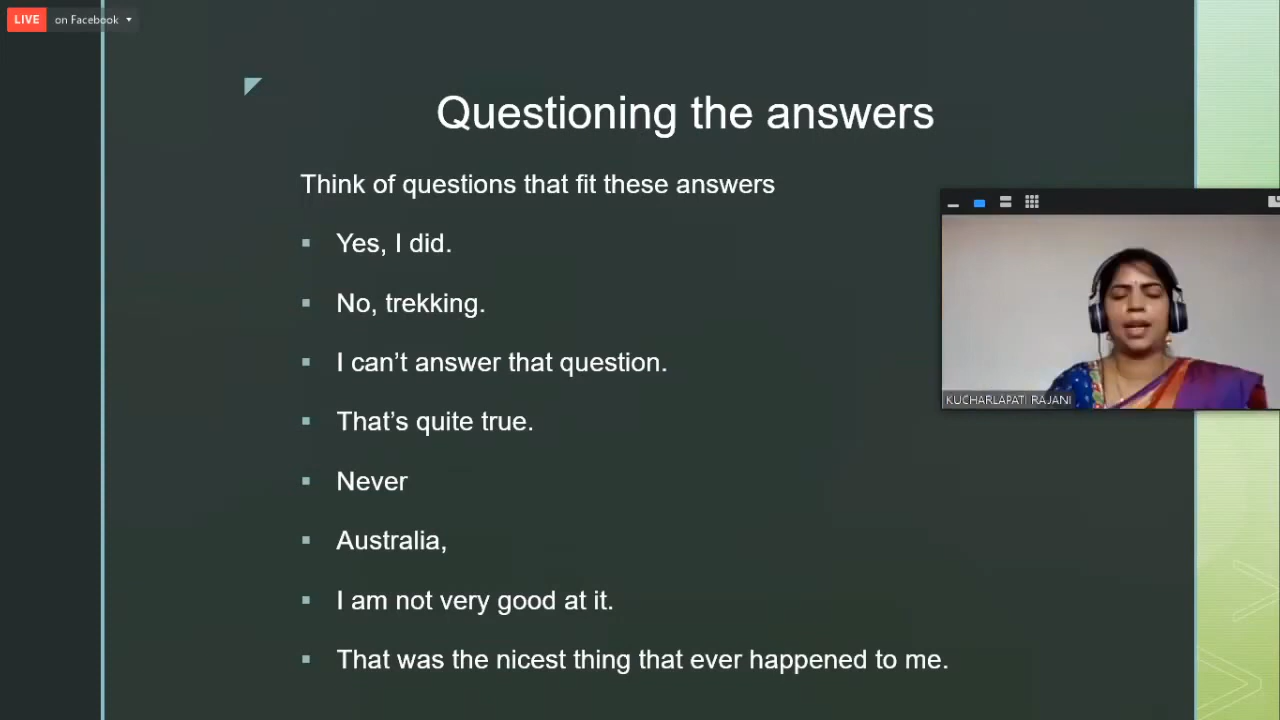 LIVE on Facebook
Questioning the answers
Think of questions that fit these answers
▪ Yes, I did.
▪ No, trekking.
▪ I can’t answer that question.
▪ That’s quite true.
▪ Never
▪ Australia,
▪ I am not very good at it.
▪ That was the nicest thing that ever happened to me.
KUCHARLAPATI RAJANI